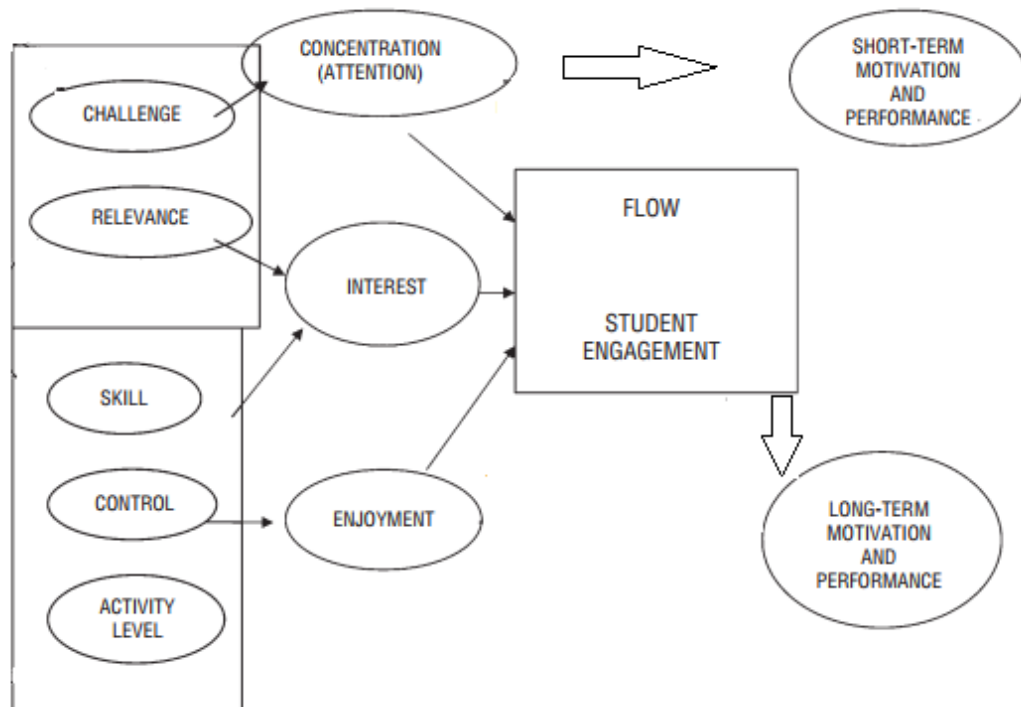 CONCENTRATION
(ATTENTION)
SHORT-TERM
MOTIVATION
AND
PERFORMANCE
CHALLENGE
RELEVANCE
FLOW
INTEREST
STUDENT
ENGAGEMENT
SKILL
CONTROL
ENJOYMENT
LONG-TERM
MOTIVATION
AND
PERFORMANCE
ACTIVITY
LEVEL